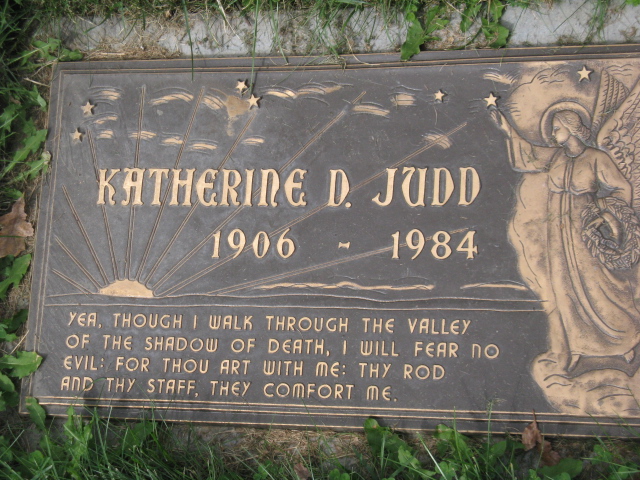 KATHERINE D. JUDD
1906 - 1984
YEA, THOUGH I WALK THROUGH THE VALLEY
OF THE SHADOW OF DEATH, I WILL FEAR NO
EVIL: FOR THOU ART WITH ME: THY ROD
AND THY STAFF, THEY COMFORT ME.